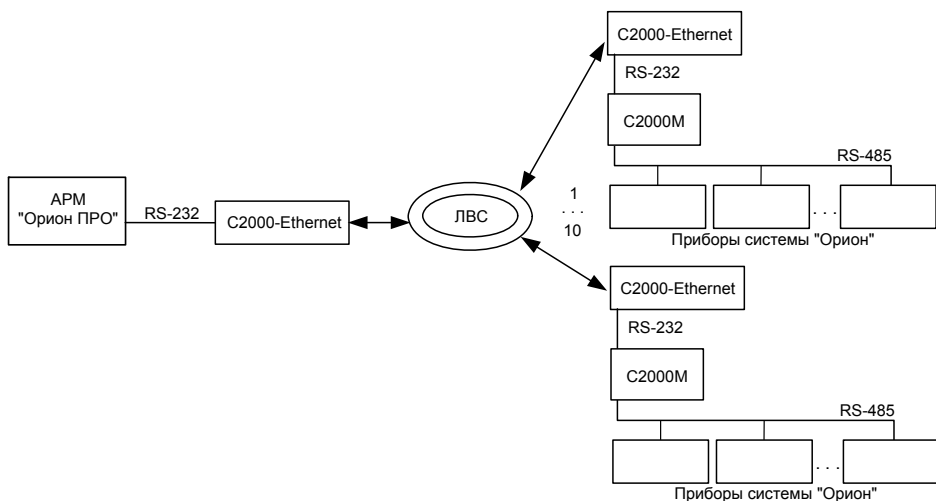 С2000-Ethernet
RS-232
С2000М
RS-485
АРМ
"Орион ПРО"
RS-232
С2000-Ethernet
ЛВС
1
. . .
10
. . .
Приборы системы "Орион"
С2000-Ethernet
RS-232
С2000М
RS-485
. . .
Приборы системы "Орион"